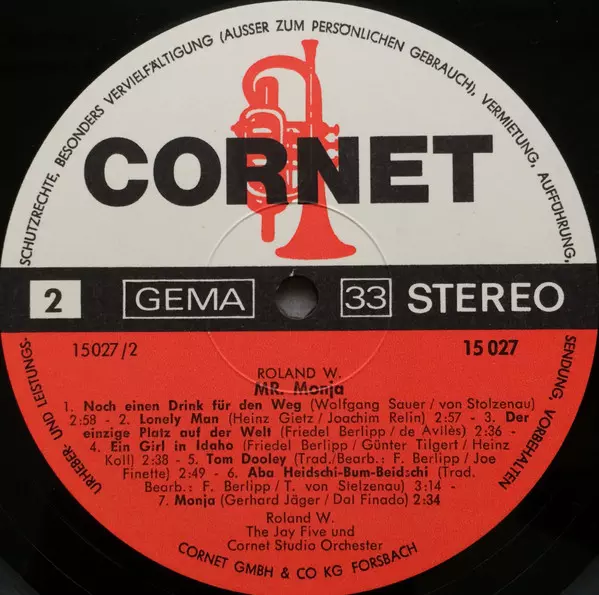 SCHUTZRECHTE, BESONDERS VERVIELFÄLTIGUNG (AUSSER ZUM PERSÖNLICHEN GEBRAUCH), VERMIETUNG, AUFFÜHRUNG,
CORNET
2 GEMA 33 STEREO
15027/2 15 027
ROLAND W.
MR. Monja
1. Noch einen Drink für den Weg (Wolfgang Sauer/von Stolzenau)
2:58 - 2. Lonely Man (Heinz Gietz/Joachim Relin) 2:57 - 3. Der
einzige Platz auf der Welt (Friedel Berlipp/de Avilés) 2:36 -
4. Ein Girl in Idaho (Friedel Berlipp/Günter Tilgert/Heinz
Koll) 2:38 - 5. Tom Dooley (Trad./Bearb.: F. Berlipp/Joe
Finette) 2:49 - 6. Aba Heidschi-Bum-Beidschi (Trad.
Bearb.: F. Berlipp/T. von Stelzenau) 3:14 -
7. Monja (Gerhard Jäger/Dal Finado) 2:34
Roland W.
The Jay Five und
Cornet Studio Orchester
CORNET GMBH & CO KG FORSBACH
URHEBER UND LEISTUNGS.
SENDUNG VORBEHALTEN